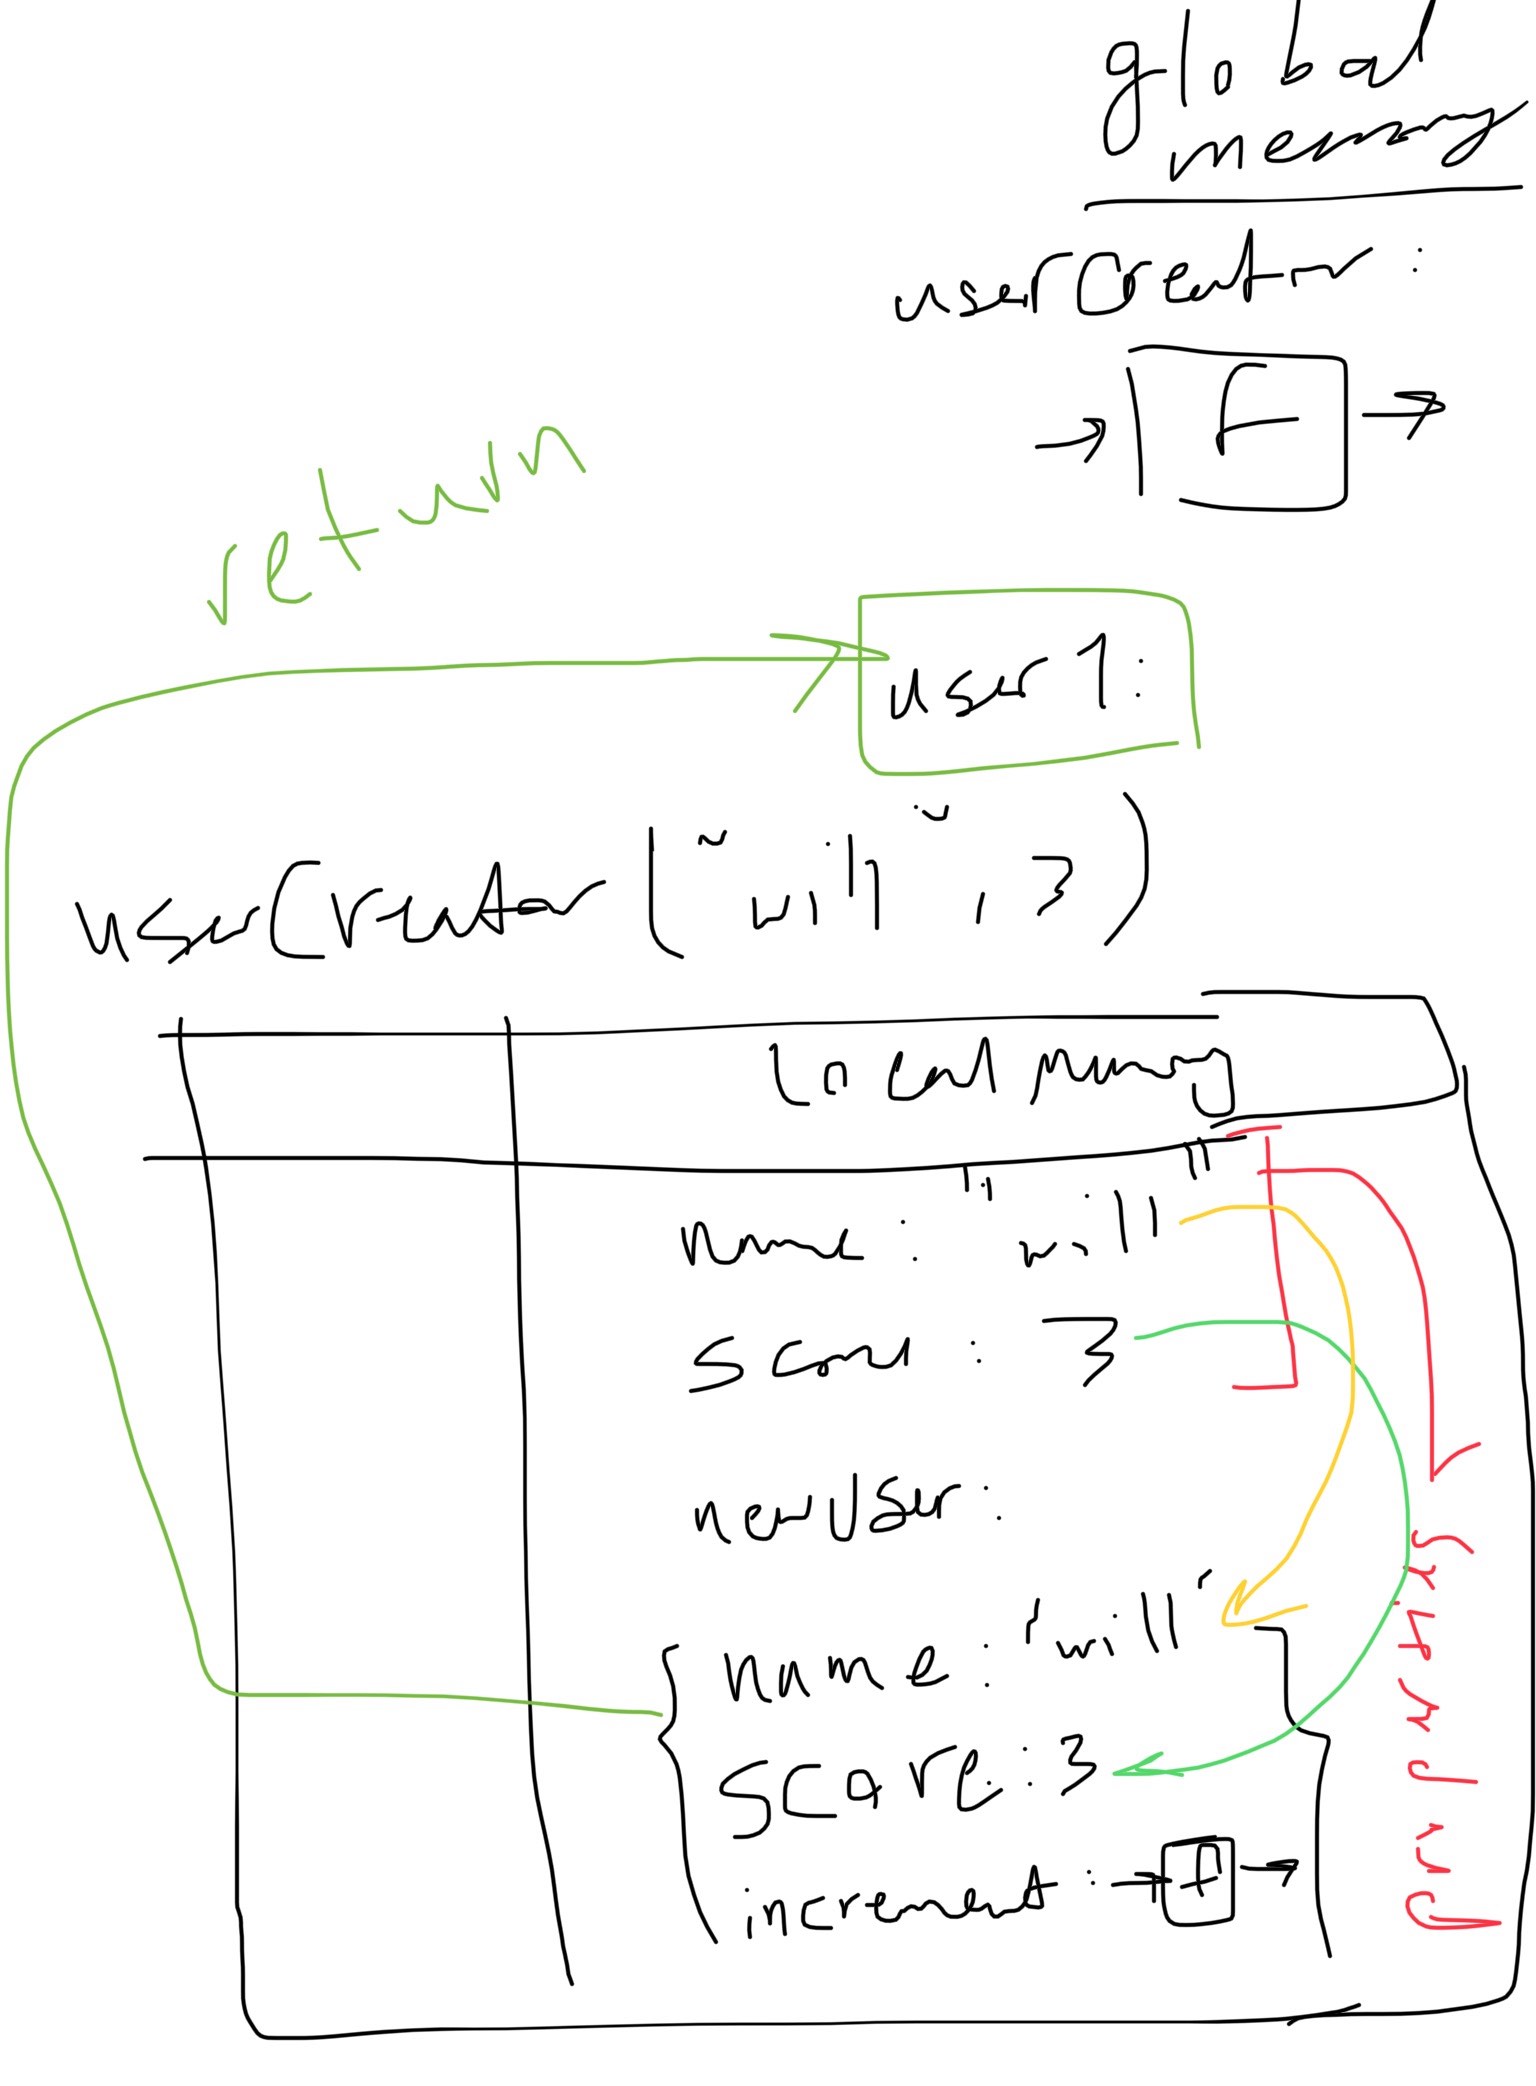 global
memory
userCreator :
F
return
user1:
userCreator ( "will" , 3 )
local memory
name : "will"
score : 3
newUser :
{ name : "will"
score : 3
increment : → f → }